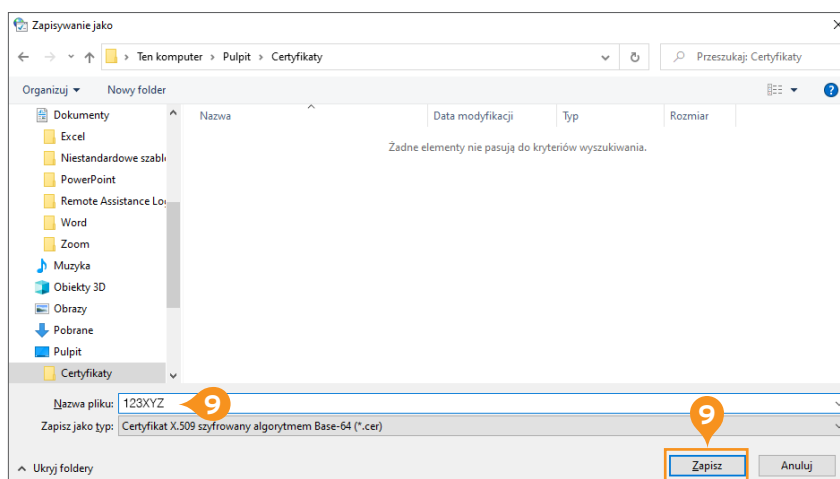 Zapisywanie jako
Ten komputer > Pulpit > Certyfikaty
Przeszukaj: Certyfikaty
Organizuj
Nowy folder
Dokumenty
Excel
Niestandardowe szabl
PowerPoint
Remote Assistance Lo
Word
Zoom
Muzyka
Obiekty 3D
Obrazy
Pobrane
Pulpit
Certyfikaty
Nazwa
Data modyfikacji
Typ
Rozmiar
Żadne elementy nie pasują do kryteriów wyszukiwania.
Nazwa pliku: 123XYZ
9
Zapisz jako typ: Certyfikat X.509 szyfrowany algorytmem Base-64 (*.cer)
9
Ukryj foldery
Zapisz
Anuluj